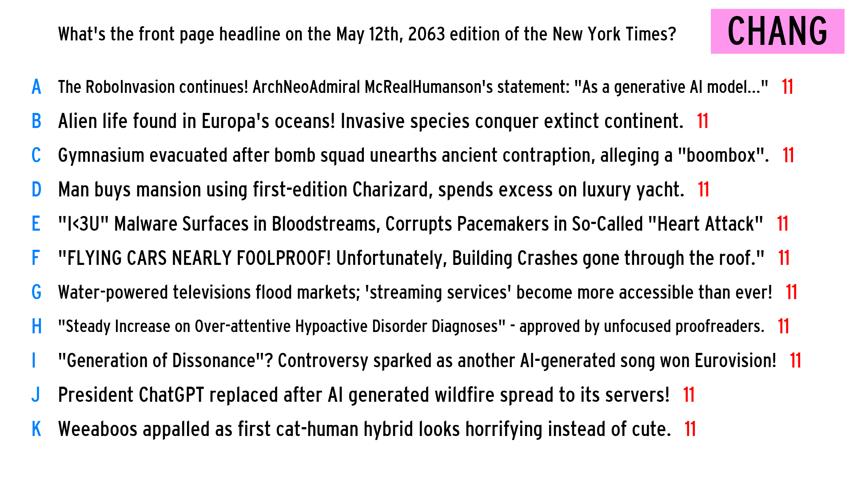 What's the front page headline on the May 12th, 2063 edition of the New York Times? CHANG
A The RoboInvasion continues! ArchNeoAdmiral McRealHumanson's statement: "As a generative AI model..." 11
B Alien life found in Europa's oceans! Invasive species conquer extinct continent. 11
C Gymnasium evacuated after bomb squad unearths ancient contraption, alleging a "boombox". 11
D Man buys mansion using first-edition Charizard, spends excess on luxury yacht. 11
E "I<3U" Malware Surfaces in Bloodstreams, Corrupts Pacemakers in So-Called "Heart Attack" 11
F "FLYING CARS NEARLY FOOLPROOF! Unfortunately, Building Crashes gone through the roof." 11
G Water-powered televisions flood markets; 'streaming services' become more accessible than ever! 11
H "Steady Increase on Over-attentive Hypoactive Disorder Diagnoses" - approved by unfocused proofreaders. 11
I "Generation of Dissonance"? Controversy sparked as another AI-generated song won Eurovision! 11
J President ChatGPT replaced after AI generated wildfire spread to its servers! 11
K Weeaboos appalled as first cat-human hybrid looks horrifying instead of cute. 11